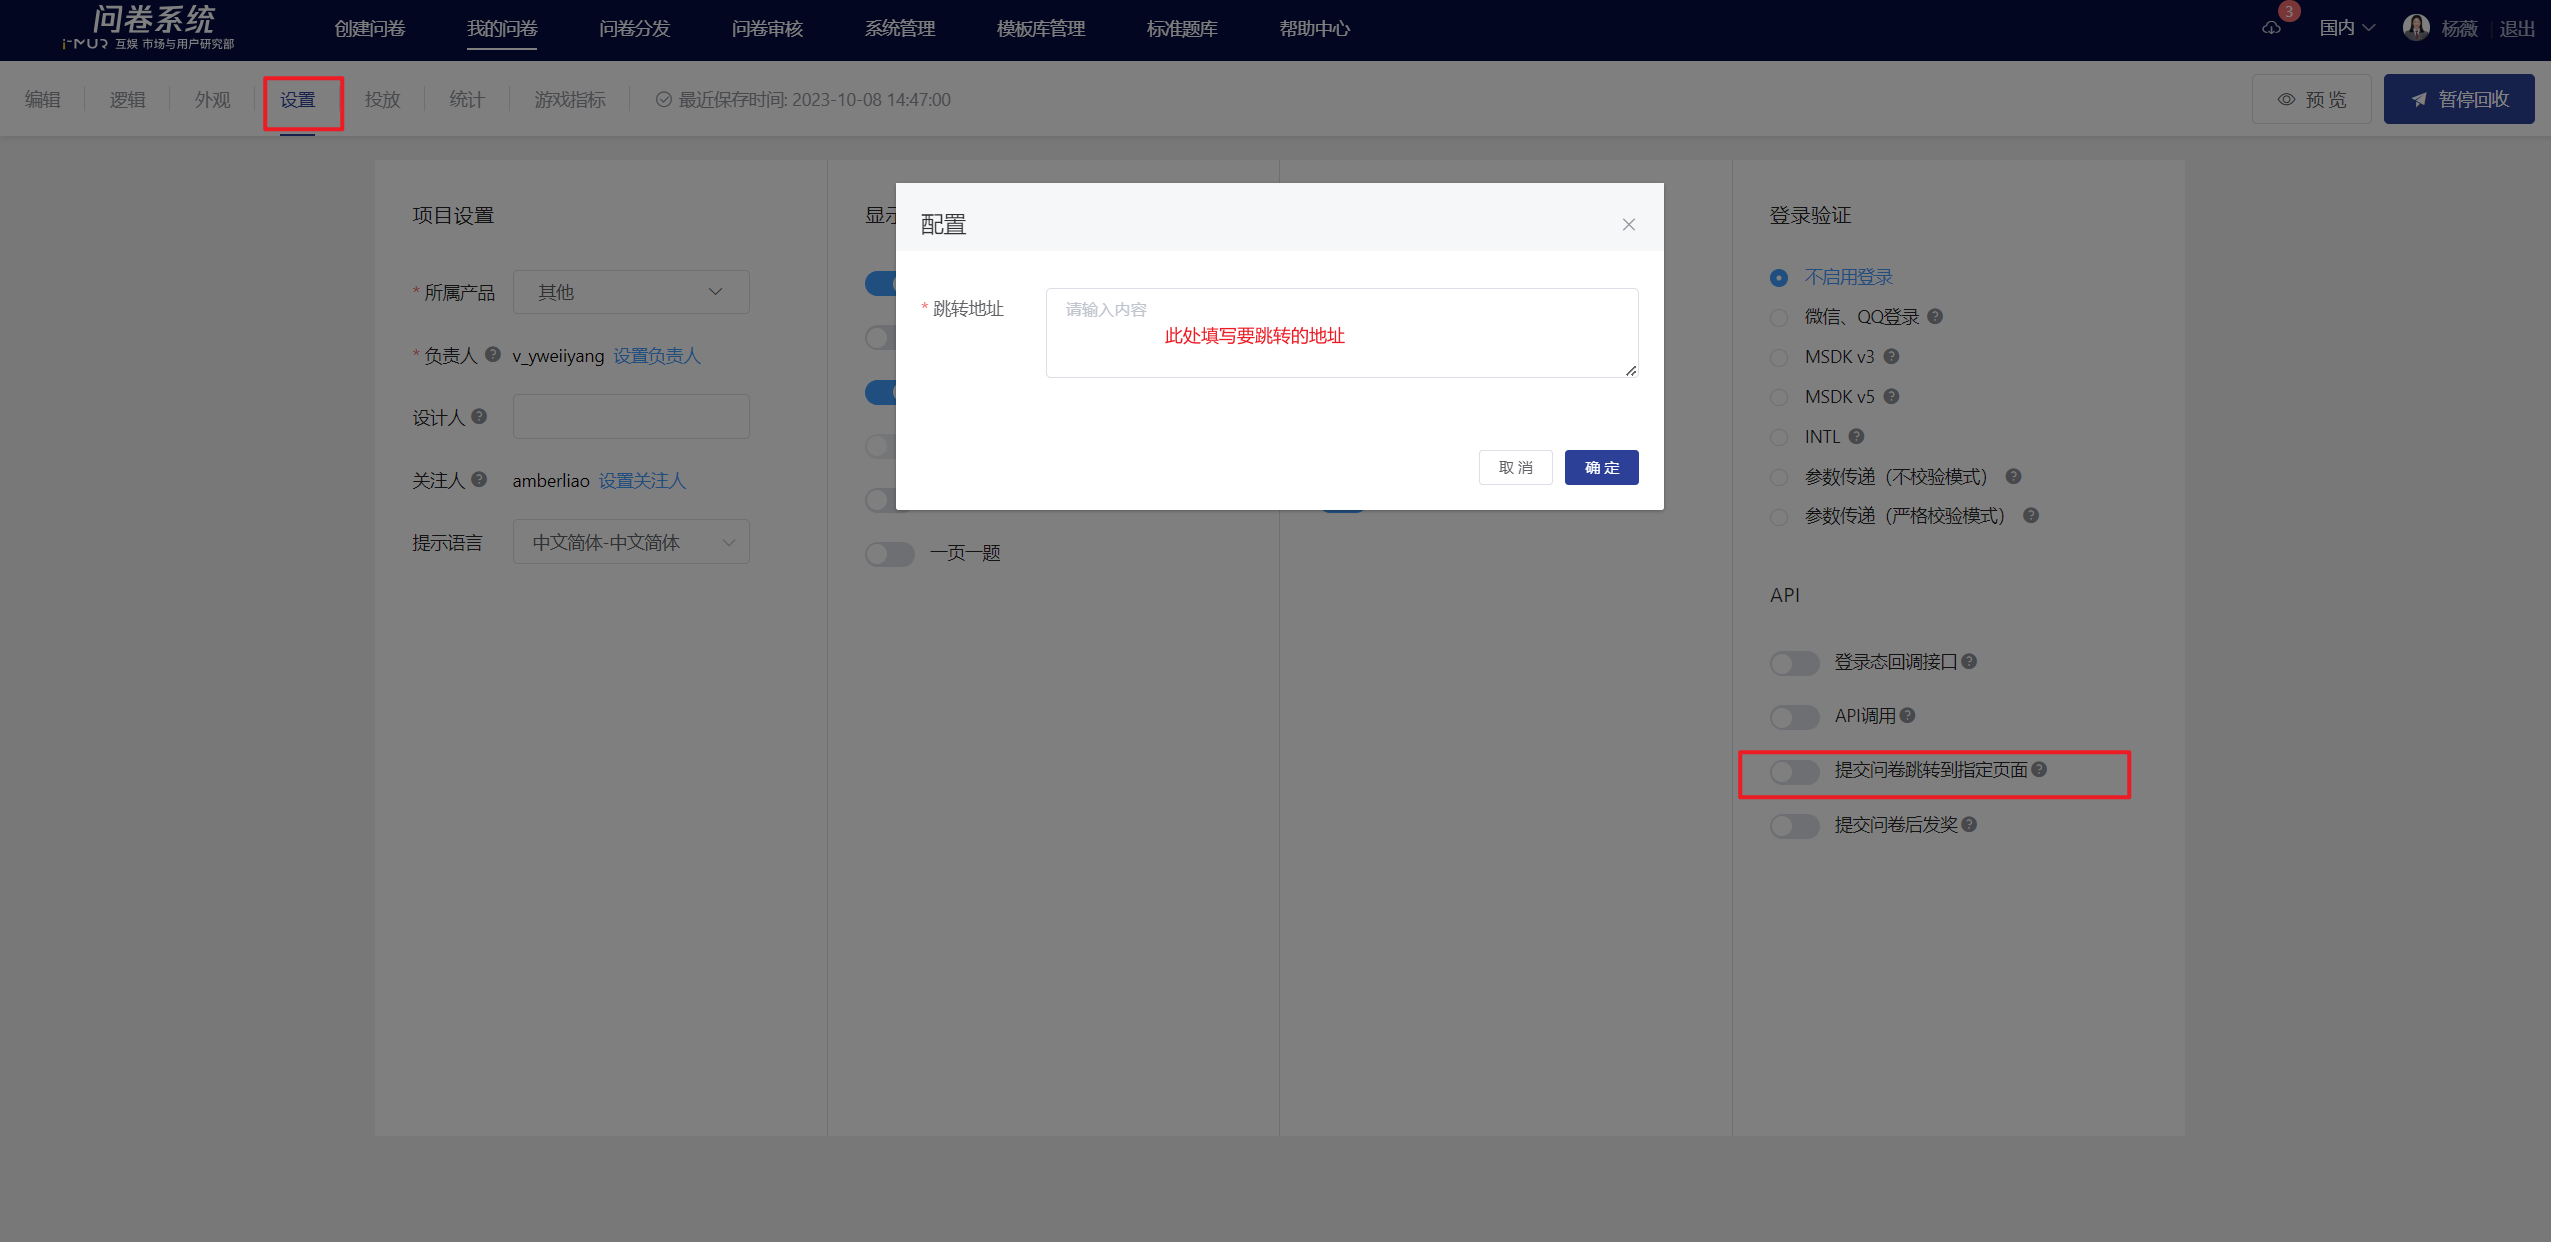 问卷系统
i-MUR 互娱 市场与用户研究部
创建问卷
我的问卷
问卷分发
问卷审核
系统管理
模板库管理
标准题库
帮助中心
3
国内
杨薇
退出
编辑
逻辑
外观
设置
投放
统计
游戏指标
最近保存时间: 2023-10-08 14:47:00
预 览
暂停回收
项目设置
* 所属产品
其他
* 负责人 ?
v_yweiiyang 设置负责人
设计人 ?
关注人 ?
amberliao 设置关注人
提示语言
中文简体-中文简体
显示
一页一题
配置
* 跳转地址
请输入内容
此处填写要跳转的地址
取 消
确 定
登录验证
不启用登录
微信、QQ登录 ?
MSDK v3 ?
MSDK v5 ?
INTL ?
参数传递（不校验模式） ?
参数传递（严格校验模式） ?
API
登录态回调接口 ?
API调用 ?
提交问卷跳转到指定页面 ?
提交问卷后发奖 ?